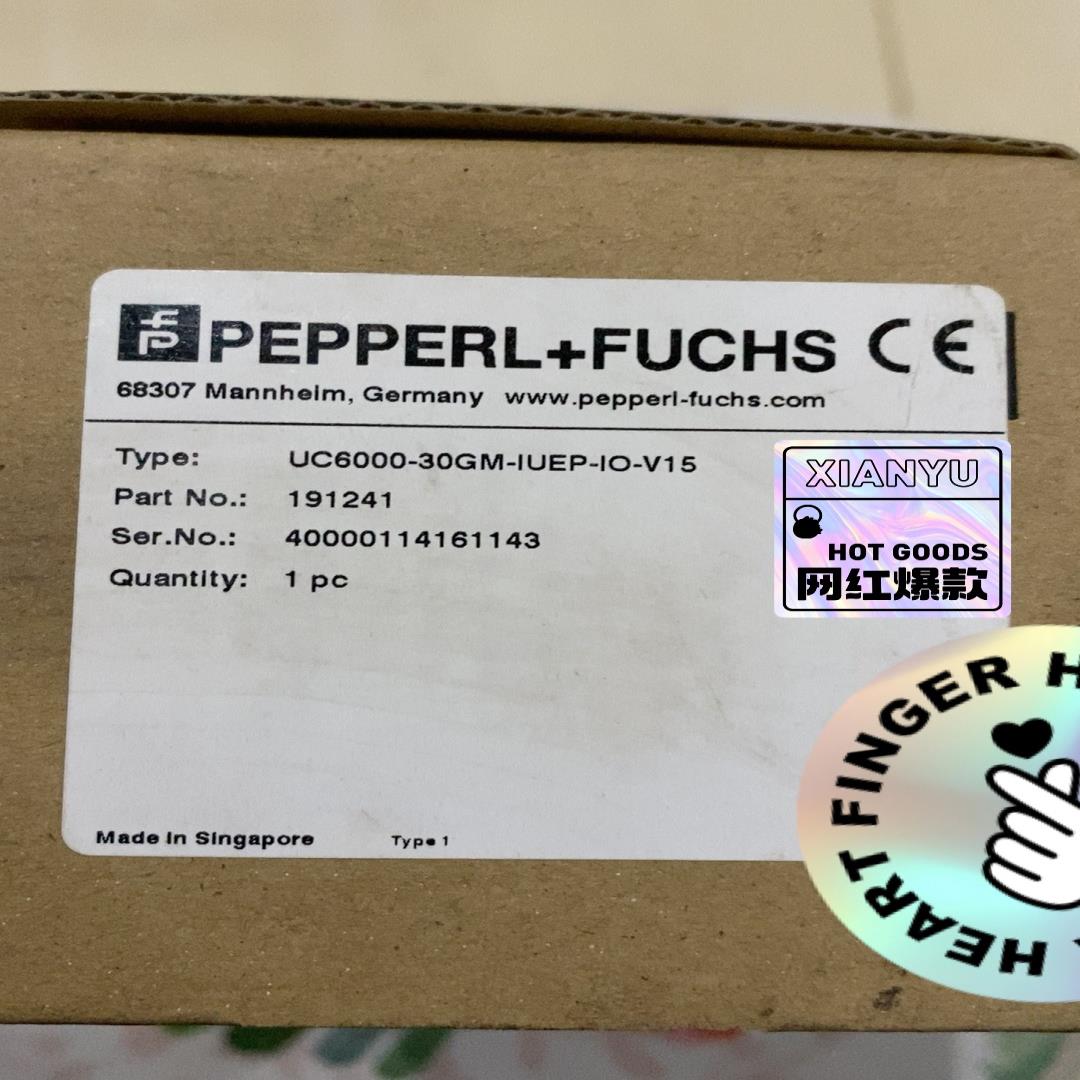 PEPPERL+FUCHS CE
68307 Mannheim, Germany www.pepperl-fuchs.com
Type: UC6000-30GM-IUEP-IO-V15
Part No.: 191241
Ser.No.: 40000114161143
Quantity: 1 pc
Made in Singapore Type 1
XIANYU
HOT GOODS
网红爆款
HEART FINGER
HEART